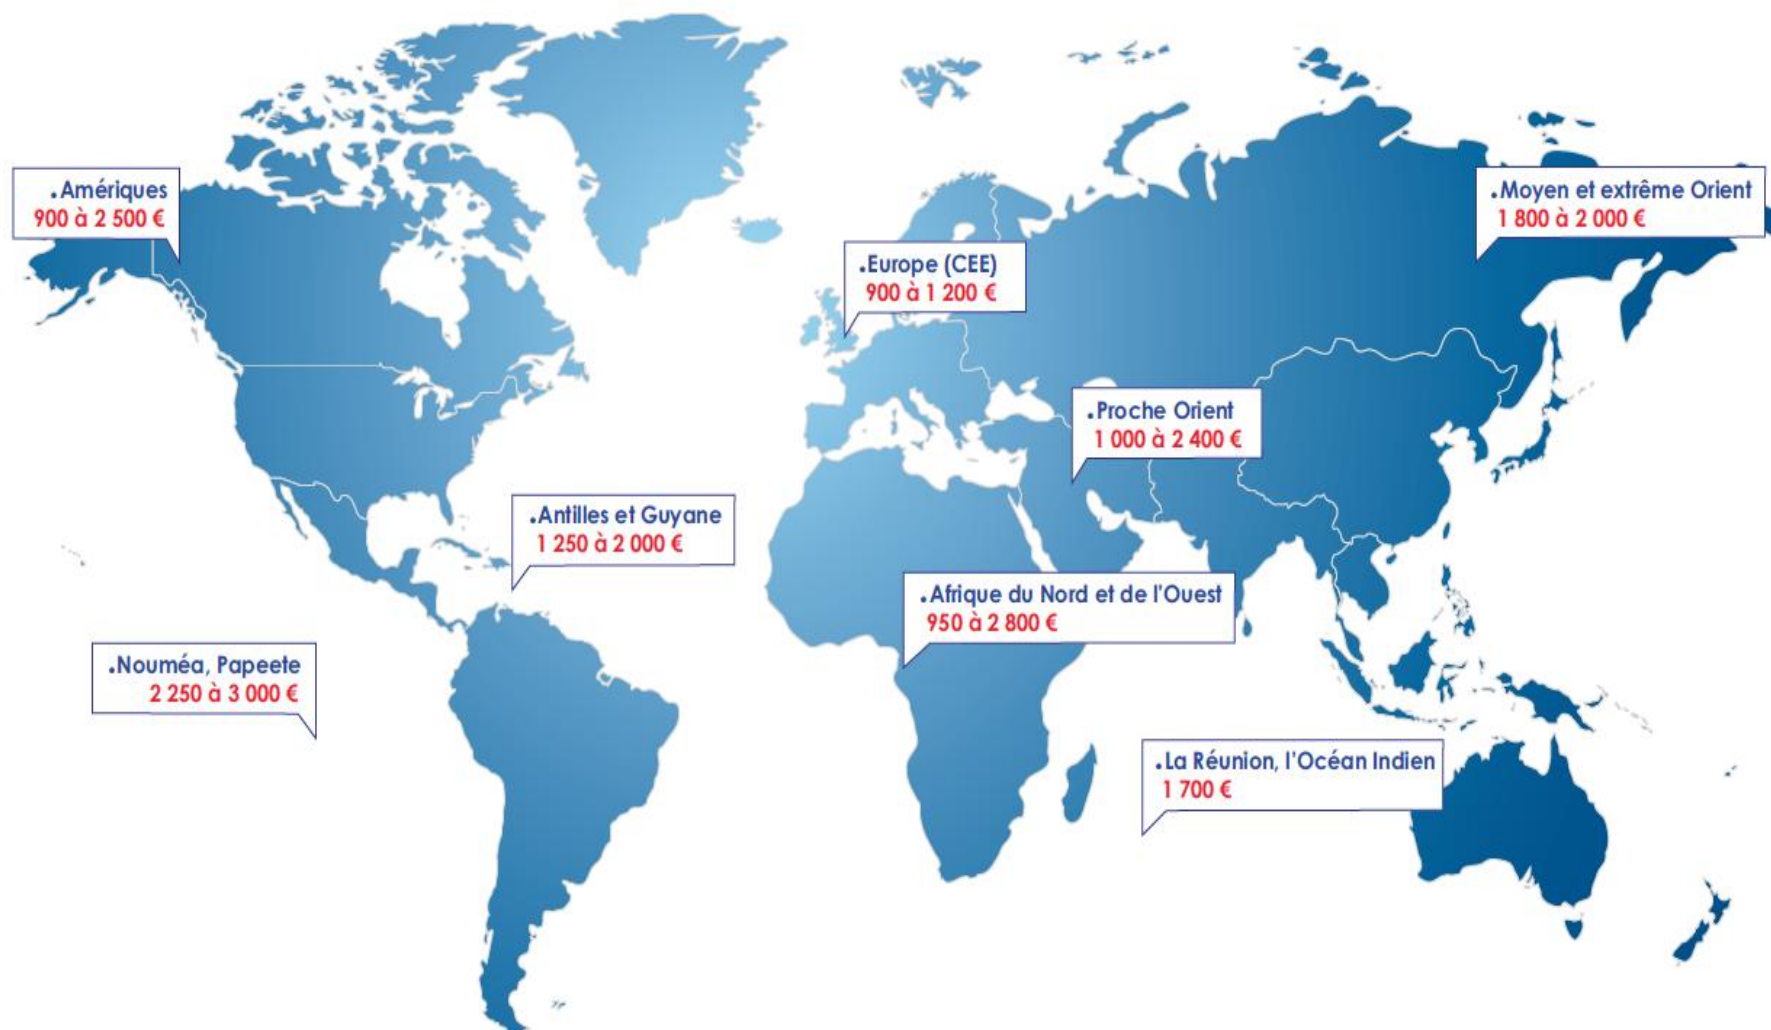 .Amériques
900 à 2 500 €
.Moyen et extrême Orient
1 800 à 2 000 €
.Europe (CEE)
900 à 1 200 €
.Proche Orient
1 000 à 2 400 €
.Antilles et Guyane
1 250 à 2 000 €
.Afrique du Nord et de l'Ouest
950 à 2 800 €
.Nouméa, Papeete
2 250 à 3 000 €
.La Réunion, l'Océan Indien
1 700 €